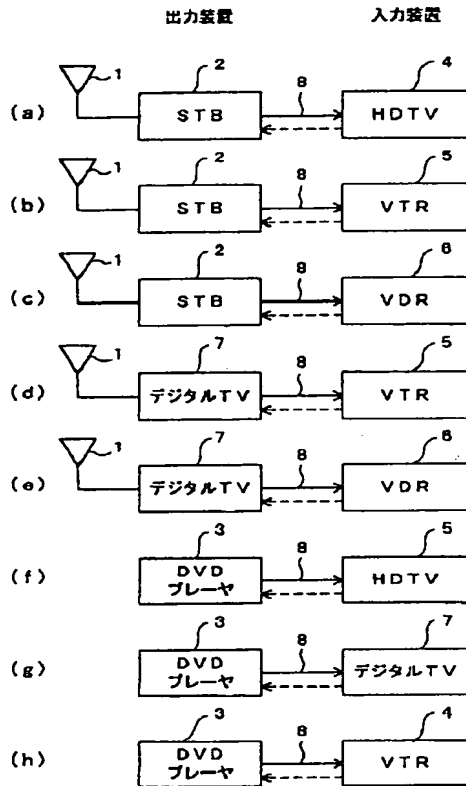 出力装置 入力装置
1 2 8 4
(a) STB HDTV
1 2 8 5
(b) STB VTR
1 2 8 6
(c) STB VDR
1 7 8 5
(d) デジタルTV VTR
1 7 8 6
(e) デジタルTV VDR
3 8 5
(f) DVD HDTV
プレーヤ
3 8 7
(g) DVD デジタルTV
プレーヤ
3 8 4
(h) DVD VTR
プレーヤ